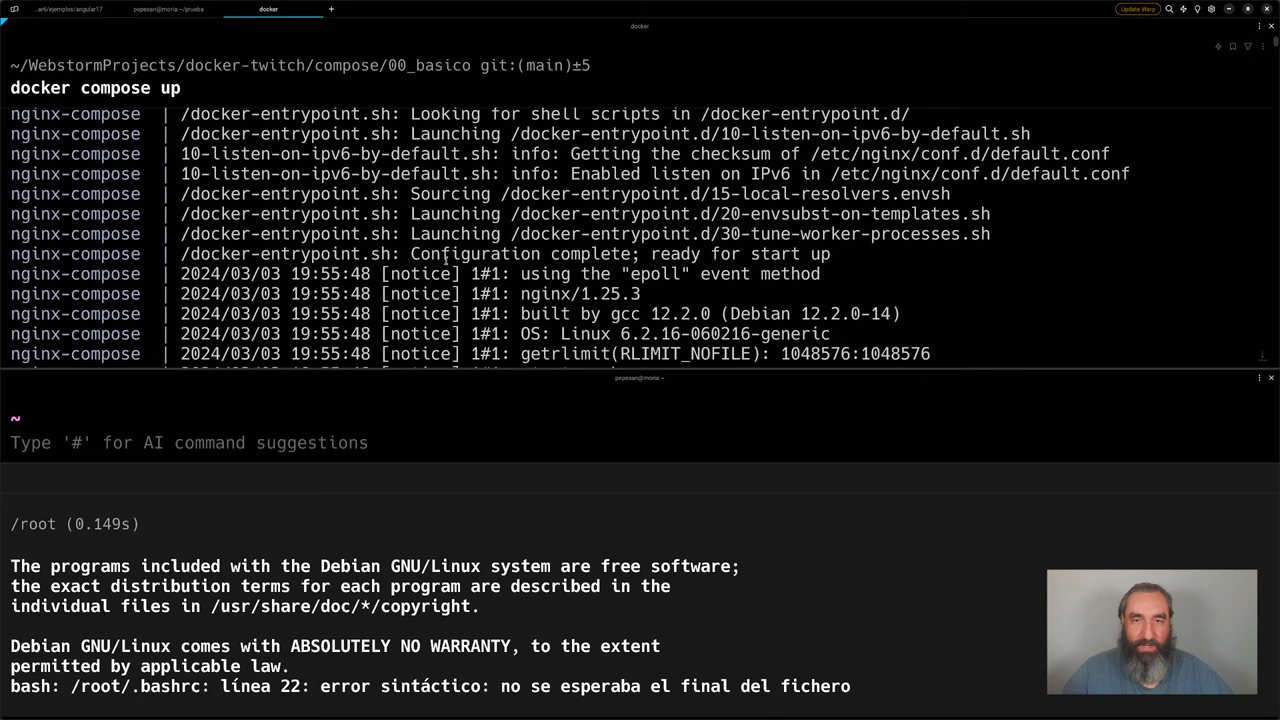 ...ar6/ejemplos/angular17
pepesan@moria:~/prueba
docker
+
Update Warp
docker
~/WebstormProjects/docker-twitch/compose/00_basico git:(main)±5
docker compose up
nginx-compose | /docker-entrypoint.sh: Looking for shell scripts in /docker-entrypoint.d/
nginx-compose | /docker-entrypoint.sh: Launching /docker-entrypoint.d/10-listen-on-ipv6-by-default.sh
nginx-compose | 10-listen-on-ipv6-by-default.sh: info: Getting the checksum of /etc/nginx/conf.d/default.conf
nginx-compose | 10-listen-on-ipv6-by-default.sh: info: Enabled listen on IPv6 in /etc/nginx/conf.d/default.conf
nginx-compose | /docker-entrypoint.sh: Sourcing /docker-entrypoint.d/15-local-resolvers.envsh
nginx-compose | /docker-entrypoint.sh: Launching /docker-entrypoint.d/20-envsubst-on-templates.sh
nginx-compose | /docker-entrypoint.sh: Launching /docker-entrypoint.d/30-tune-worker-processes.sh
nginx-compose | /docker-entrypoint.sh: Configuration complete; ready for start up
nginx-compose | 2024/03/03 19:55:48 [notice] 1#1: using the "epoll" event method
nginx-compose | 2024/03/03 19:55:48 [notice] 1#1: nginx/1.25.3
nginx-compose | 2024/03/03 19:55:48 [notice] 1#1: built by gcc 12.2.0 (Debian 12.2.0-14)
nginx-compose | 2024/03/03 19:55:48 [notice] 1#1: OS: Linux 6.2.16-060216-generic
nginx-compose | 2024/03/03 19:55:48 [notice] 1#1: getrlimit(RLIMIT_NOFILE): 1048576:1048576
pepesan@moria:~
~
Type '#' for AI command suggestions
/root (0.149s)
The programs included with the Debian GNU/Linux system are free software;
the exact distribution terms for each program are described in the
individual files in /usr/share/doc/*/copyright.
Debian GNU/Linux comes with ABSOLUTELY NO WARRANTY, to the extent
permitted by applicable law.
bash: /root/.bashrc: línea 22: error sintáctico: no se esperaba el final del fichero